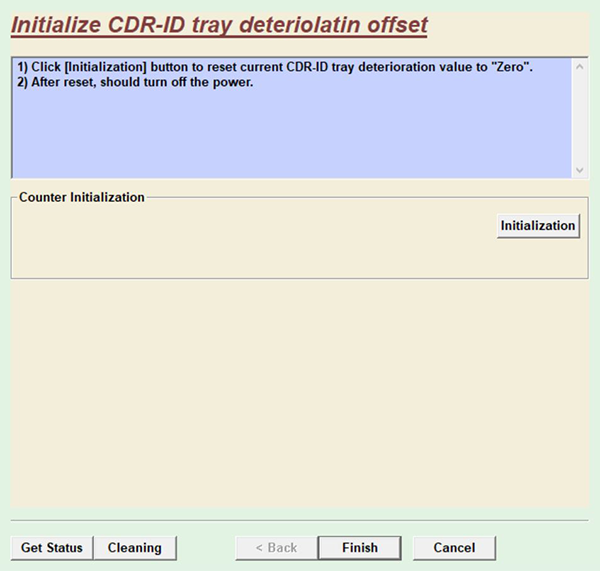 Initialize CDR-ID tray deteriolatin offset
1) Click [Initialization] button to reset current CDR-ID tray deterioration value to "Zero".
2) After reset, should turn off the power.
Counter Initialization
Initialization
Get Status Cleaning < Back Finish Cancel